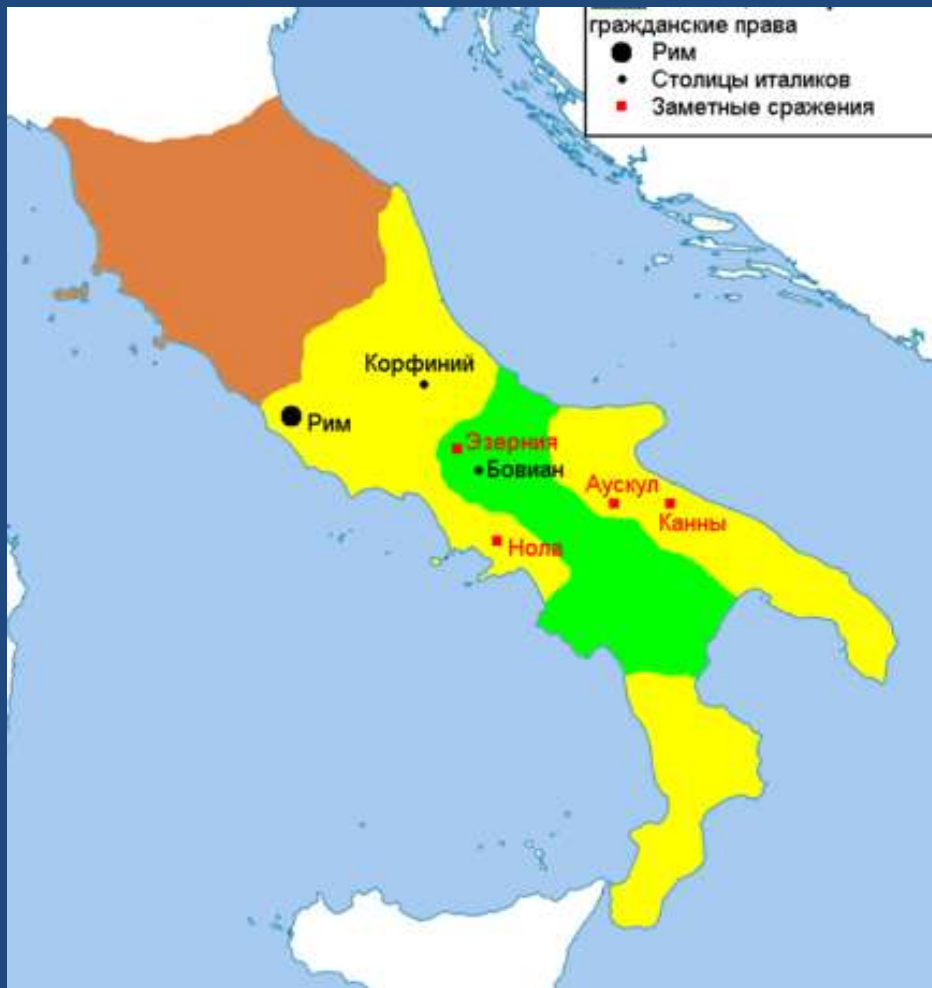 гражданские права
Рим
Столицы италиков
Заметные сражения
Корфиний
Рим
Эзерния
Бовиан
Аускул
Канны
Нола